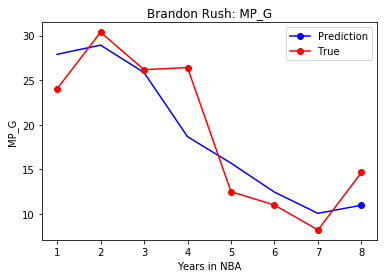 Brandon Rush: MP_G
Prediction
True
MP_G
30
25
20
15
10
1 2 3 4 5 6 7 8
Years in NBA